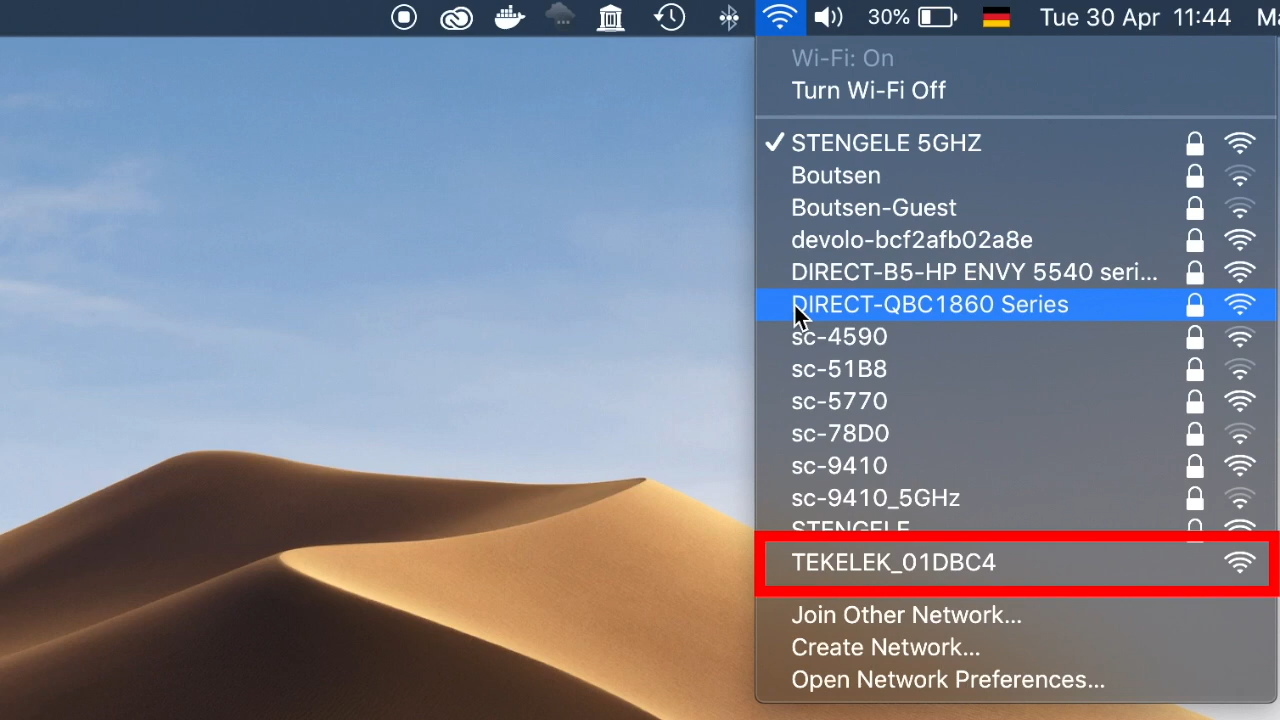 30% Tue 30 Apr 11:44 Ma
Wi-Fi: On
Turn Wi-Fi Off
STENGELE 5GHZ
Boutsen
Boutsen-Guest
devolo-bcf2afb02a8e
DIRECT-B5-HP ENVY 5540 seri...
DIRECT-QBC1860 Series
sc-4590
sc-51B8
sc-5770
sc-78D0
sc-9410
sc-9410_5GHz
STENGELE
TEKELEK_01DBC4
Join Other Network...
Create Network...
Open Network Preferences...